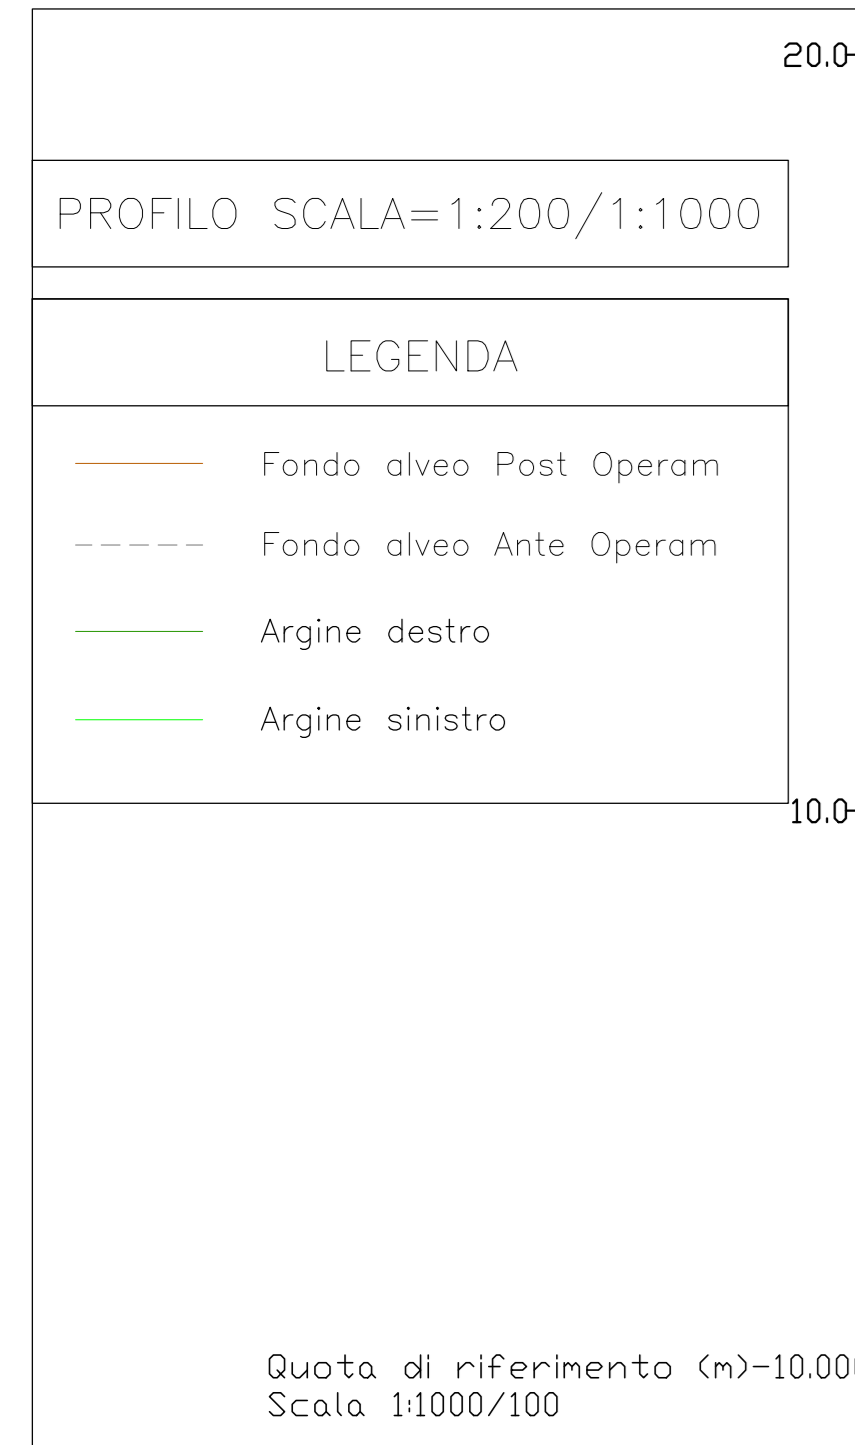 20.0
PROFILO SCALA=1:200/1:1000
LEGENDA
Fondo alveo Post Operam
Fondo alveo Ante Operam
Argine destro
Argine sinistro
10.0
Quota di riferimento (m)-10.00
Scala 1:1000/100